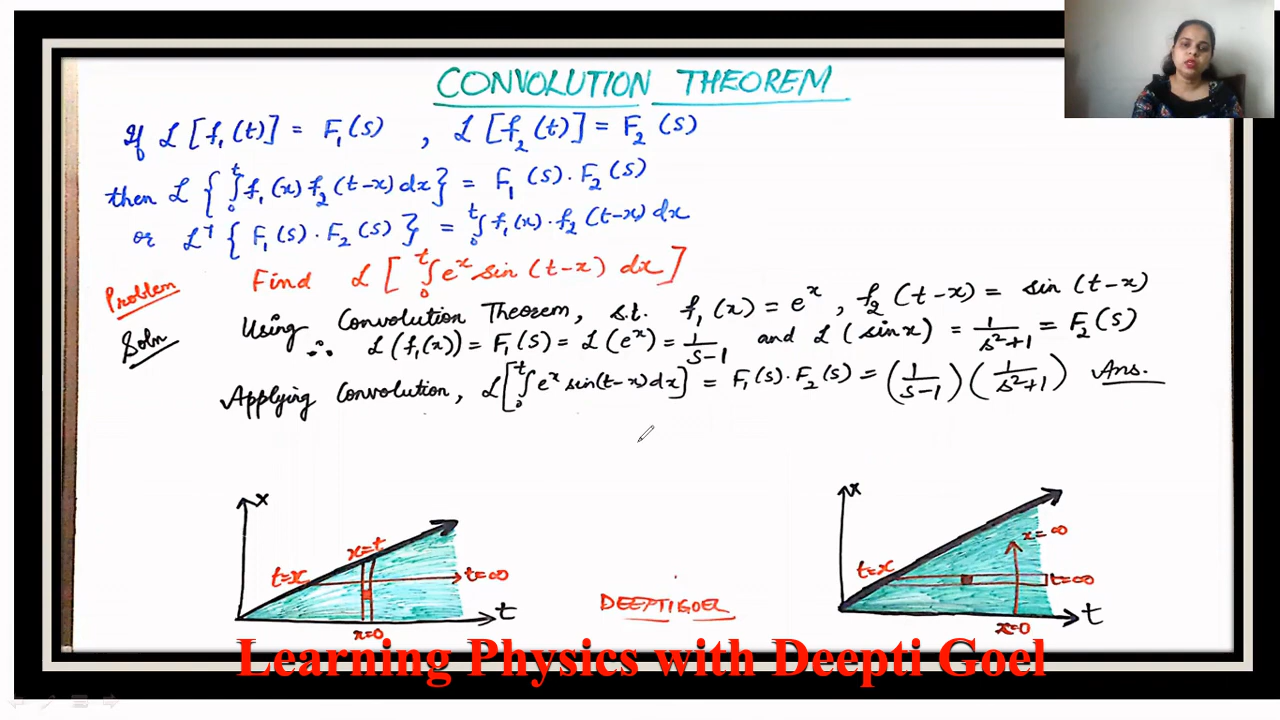 CONVOLUTION THEOREM
If ℒ[f₁(t)] = F₁(s) , ℒ[f₂(t)] = F₂(s)
then ℒ{∫₀ᵗ f₁(x) f₂(t-x) dx} = F₁(s) . F₂(s)
or ℒ⁻¹{F₁(s) . F₂(s)} = ∫₀ᵗ f₁(x) . f₂(t-x) dx
Problem Find ℒ[∫₀ᵗ eˣ sin(t-x) dx]
Soln Using Convolution Theorem, s.t. f₁(x) = eˣ, f₂(t-x) = sin(t-x)
∴ ℒ(f₁(x)) = F₁(s) = ℒ(eˣ) = 1/(s-1) and ℒ(sinx) = 1/(s²+1) = F₂(s)
Applying Convolution, ℒ[∫₀ᵗ eˣ sin(t-x) dx] = F₁(s) . F₂(s) = (1/(s-1)) (1/(s²+1)) Ans.
x
x=t
t=x
t=∞
t
x=0
DEEPTI GOEL
x
x=∞
t=x
t=∞
t
x=0
Learning Physics with Deepti Goel